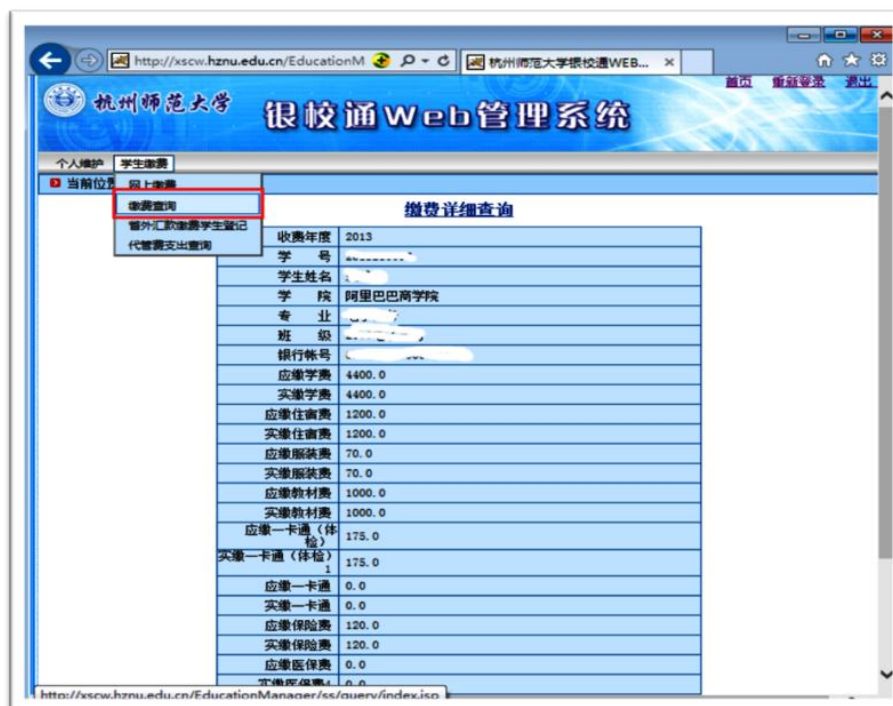 http://xscw.hznu.edu.cn/EducationM
杭州师范大学银校通WEB...
首页 重新登录 退出
杭州师范大学
银校通Web管理系统
个人维护 学生缴费
当前位置
网上缴费
缴费查询
省外汇款缴费学生登记
代管费支出查询
缴费详细查询
收费年度 2013
学 号
学生姓名
学 院 阿里巴巴商学院
专 业
班 级
银行帐号
应缴学费 4400.0
实缴学费 4400.0
应缴住宿费 1200.0
实缴住宿费 1200.0
应缴服装费 70.0
实缴服装费 70.0
应缴教材费 1000.0
实缴教材费 1000.0
应缴一卡通（体
检） 175.0
实缴一卡通（体检）
1 175.0
应缴一卡通 0.0
实缴一卡通 0.0
应缴保险费 120.0
实缴保险费 120.0
应缴医保费 0.0
实缴医保费1 0.0
http://xscw.hznu.edu.cn/EducationManager/ss/query/index.jsp